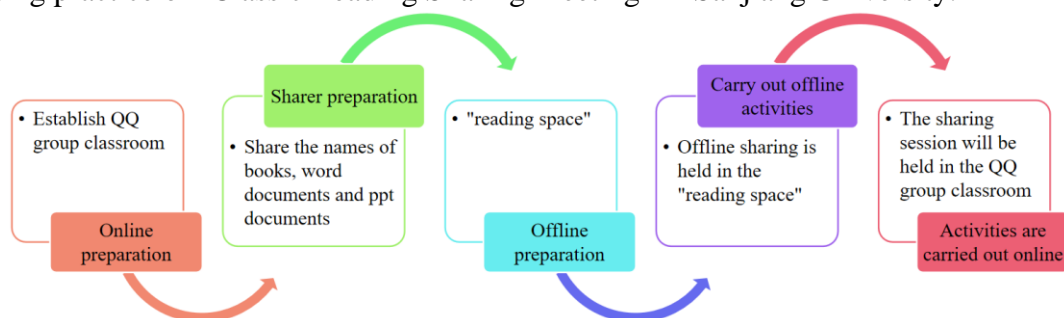 • Establish QQ
group classroom
Online
preparation
Sharer preparation
• Share the names of
books, word
documents and ppt
documents
• "reading space"
Offline
preparation
Carry out offline
activities
• Offline sharing is
held in the
"reading space"
• The sharing
session will be
held in the QQ
group classroom
Activities are
carried out online